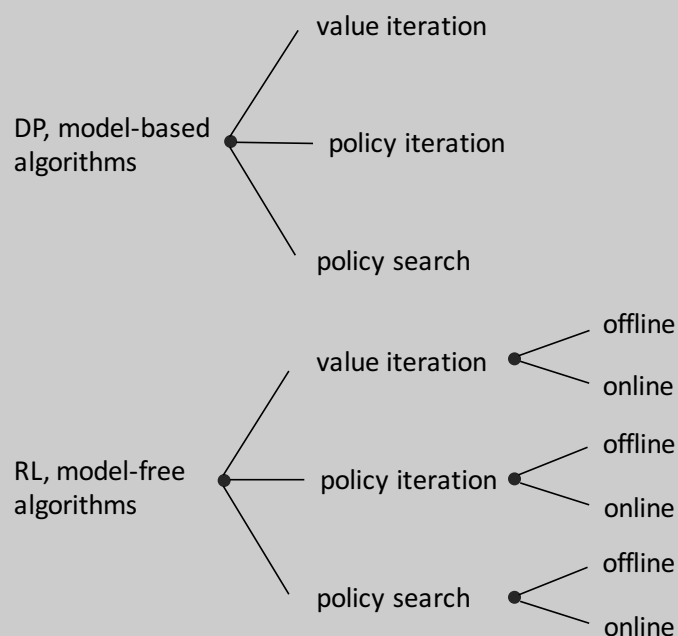 value iteration
DP, model-based
algorithms
policy iteration
policy search
offline
value iteration
online
offline
RL, model-free
algorithms
policy iteration
online
offline
policy search
online